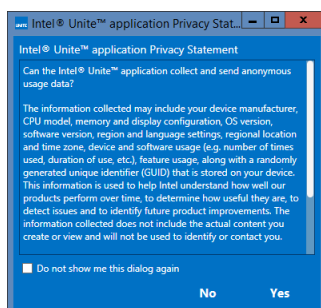 unite Intel® Unite™ application Privacy Stat... x
Intel® Unite™ application Privacy Statement
Can the Intel® Unite™ application collect and send anonymous
usage data?
The information collected may include your device manufacturer,
CPU model, memory and display configuration, OS version,
software version, region and language settings, regional location
and time zone, device and software usage (e.g. number of times
used, duration of use, etc.), feature usage, along with a randomly
generated unique identifier (GUID) that is stored on your device.
This information is used to help Intel understand how well our
products perform over time, to determine how useful they are, to
detect issues and to identify future product improvements. The
information collected does not include the actual content you
create or view and will not be used to identify or contact you.
Do not show me this dialog again
No Yes